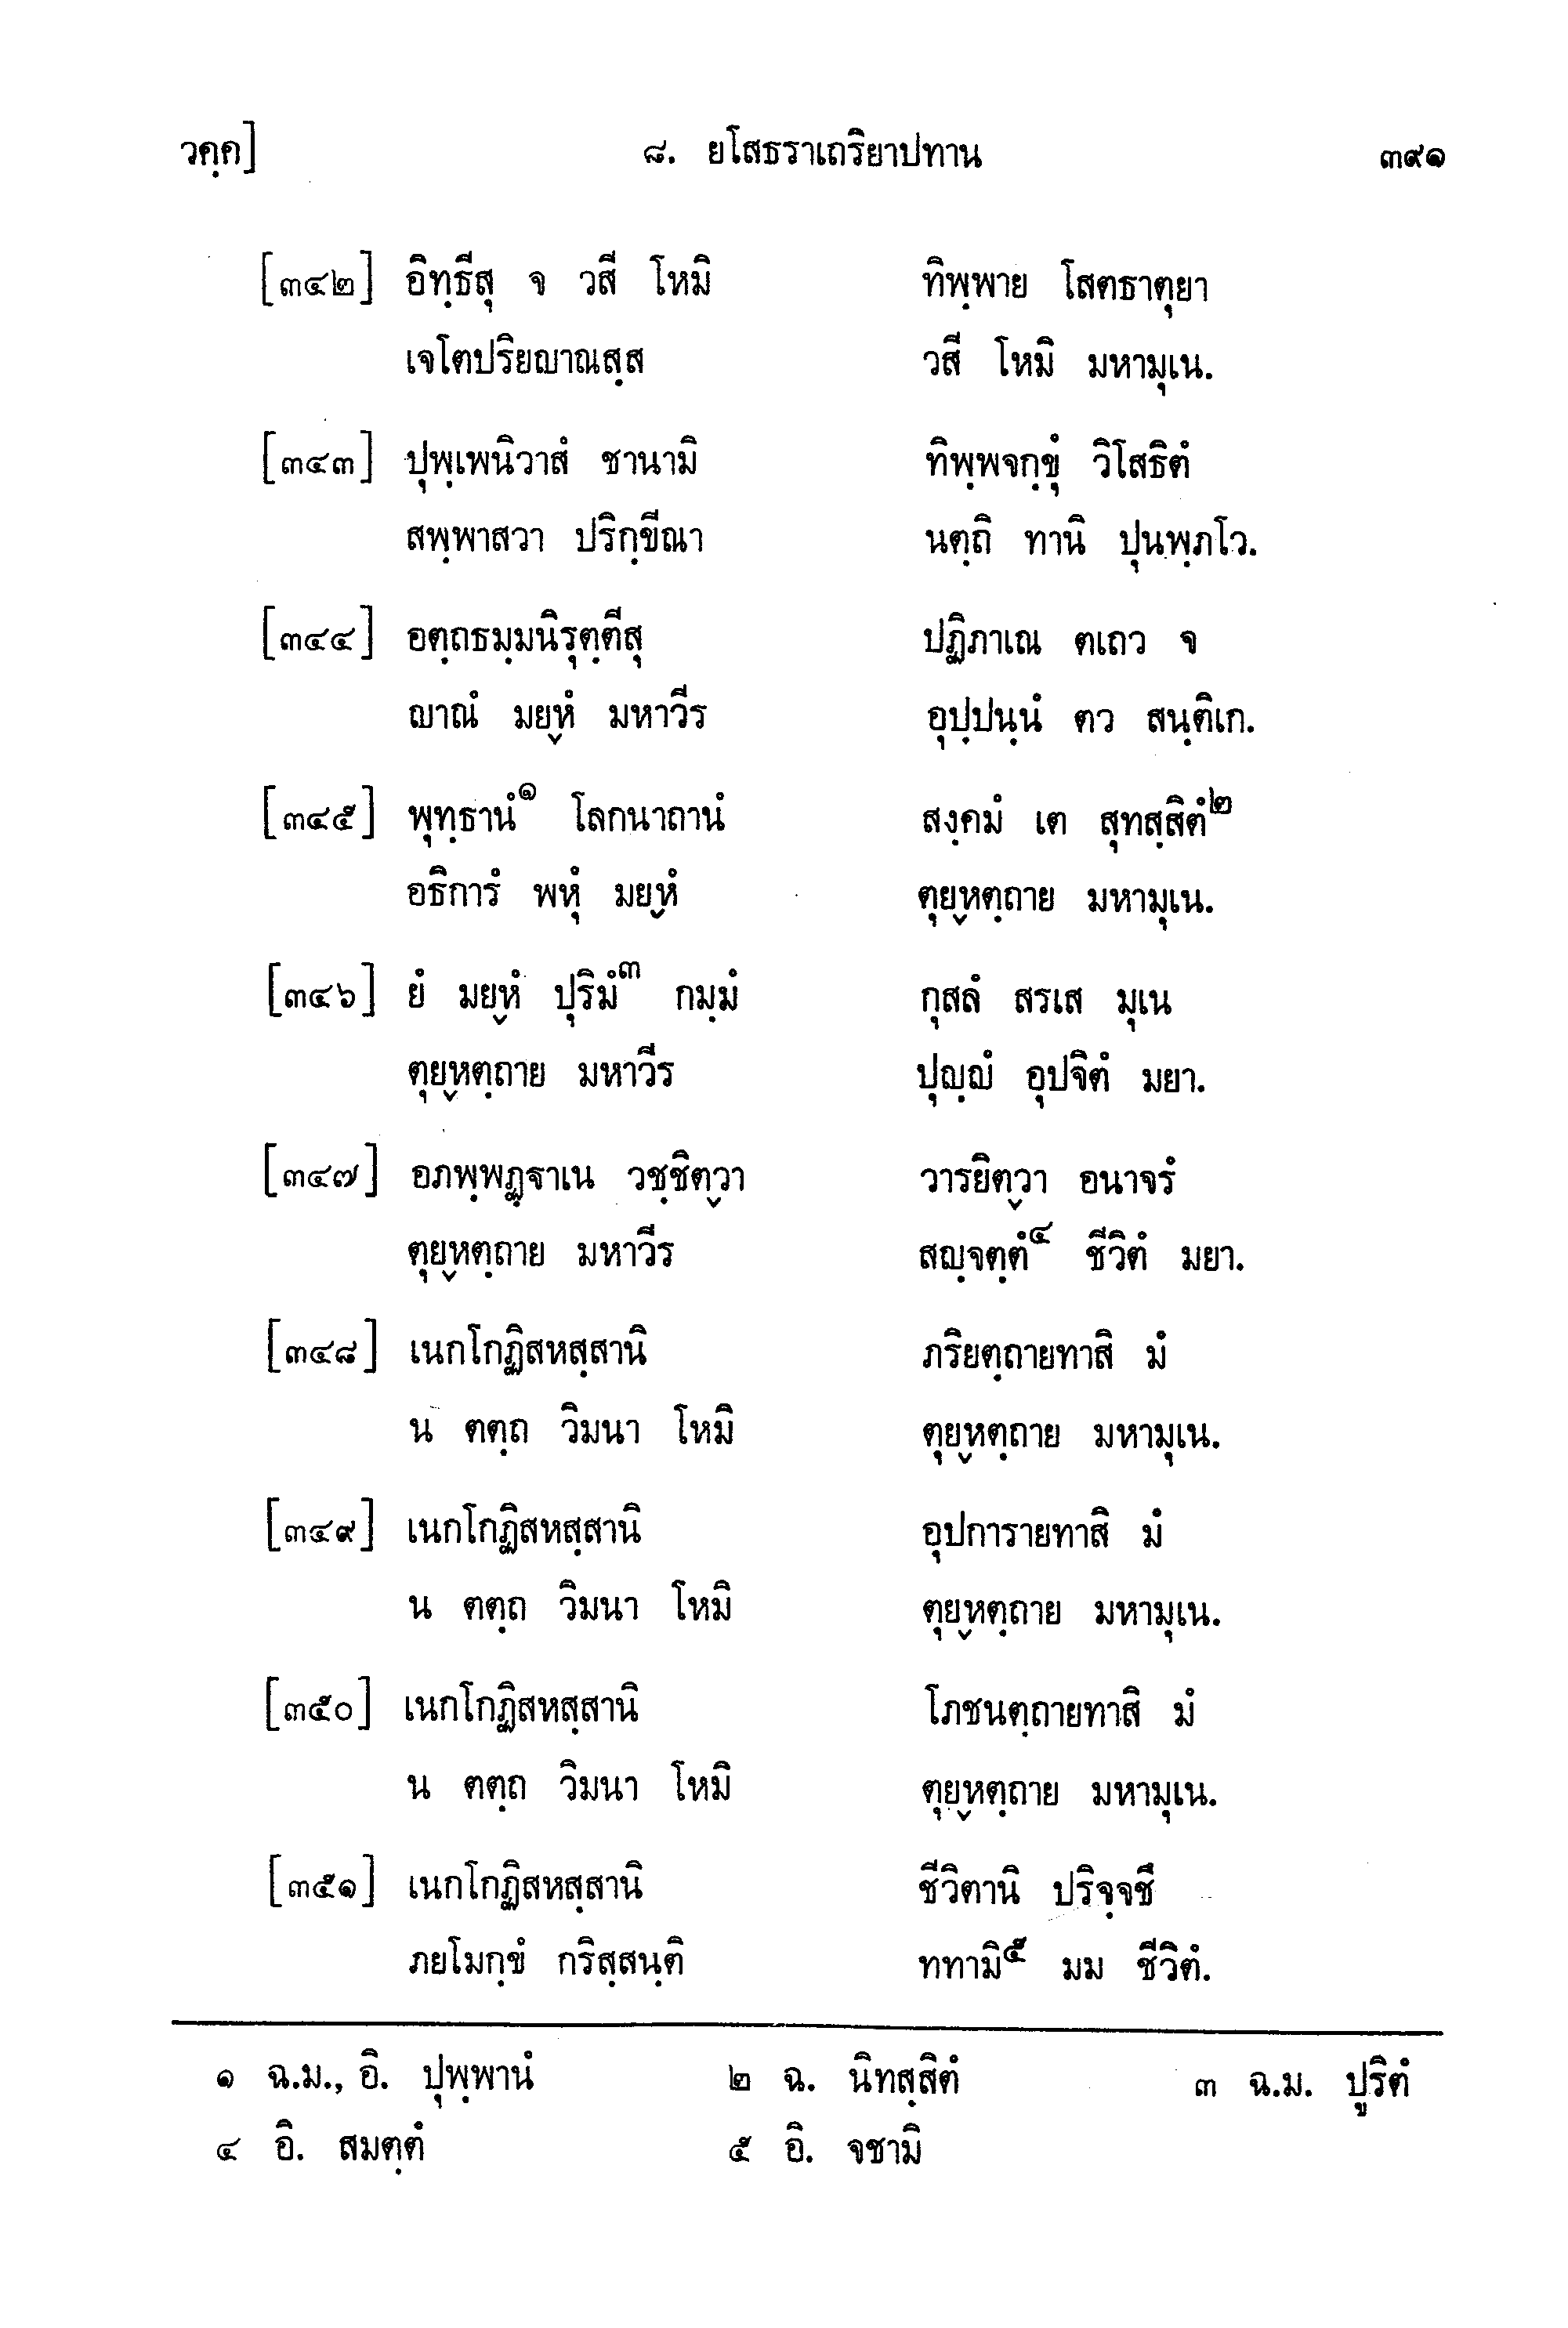 วคฺค] ๘. ยโสธราเถริยาปทาน ๓๙๑
[๓๔๒] อิทฺธีสุ จ วสี โหมิ ทิพฺพาย โสตธาตุยา
เจโตปริยญาณสฺส วสี โหมิ มหามุเน.
[๓๔๓] ปุพฺเพนิวาสํ ชานามิ ทิพฺพจกฺขุํ วิโสธิตํ
สพฺพาสวา ปริกฺขีณา นตฺถิ ทานิ ปุนพฺภโว.
[๓๔๔] อตฺถธมฺมนิรุตฺตีสุ ปฏิภาเณ ตเถว จ
ญาณํ มยฺหํ มหาวีร อุปฺปนฺนํ ตว สนฺติเก.
[๓๔๕] พุทฺธานํ๑ โลกนาถานํ สงฺคมํ เต สุทสฺสิตํ๒
อธิการํ พหุํ มยฺหํ ตุยฺหตฺถาย มหามุเน.
[๓๔๖] ยํ มยฺหํ ปุริมํ๓ กมฺมํ กุสลํ สรเส มุเน
ตุยฺหตฺถาย มหาวีร ปุญฺญํ อุปจิตํ มยา.
[๓๔๗] อภพฺพฏฺฐาเน วชฺชิตฺวา วารยิตฺวา อนาจรํ
ตุยฺหตฺถาย มหาวีร สญฺจตฺตํ๔ ชีวิตํ มยา.
[๓๔๘] เนกโกฏิสหสฺสานิ ภริยตฺถายทาสิ มํ
น ตตฺถ วิมนา โหมิ ตุยฺหตฺถาย มหามุเน.
[๓๔๙] เนกโกฏิสหสฺสานิ อุปการายทาสิ มํ
น ตตฺถ วิมนา โหมิ ตุยฺหตฺถาย มหามุเน.
[๓๕๐] เนกโกฏิสหสฺสานิ โภชนตฺถายทาสิ มํ
น ตตฺถ วิมนา โหมิ ตุยฺหตฺถาย มหามุเน.
[๓๕๑] เนกโกฏิสหสฺสานิ ชีวิตานิ ปริจฺจชึ
ภยโมกฺขํ กริสฺสนฺติ ททามิ๕ มม ชีวิตํ.
๑ ฉ.ม., อิ. ปุพฺพานํ ๒ ฉ. นิทสฺสิตํ ๓ ฉ.ม. ปูริตํ
๔ อิ. สมตฺตํ ๕ อิ. จชามิ